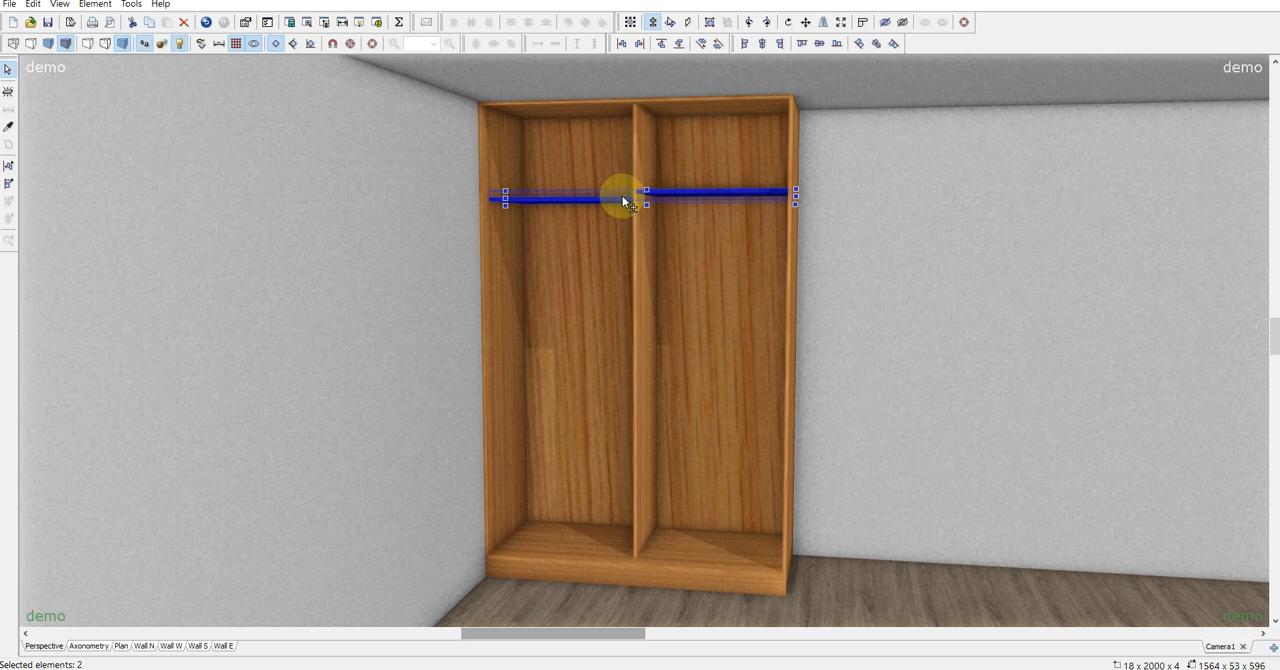 File Edit View Element Tools Help
demo demo
demo demo
Perspective Axonometry Plan Wall N Wall W Wall S Wall E Camera1
Selected elements: 2 18 x 2000 x 4 1564 x 53 x 596